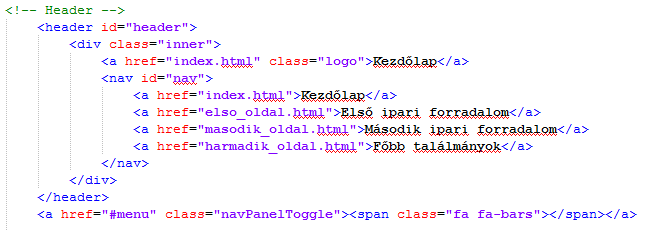 <!-- Header -->
<header id="header">
<div class="inner">
<a href="index.html" class="logo">Kezdőlap</a>
<nav id="nav">
<a href="index.html">Kezdőlap</a>
<a href="elso_oldal.html">Első ipari forradalom</a>
<a href="masodik_oldal.html">Második ipari forradalom</a>
<a href="harmadik_oldal.html">Főbb találmányok</a>
</nav>
</div>
</header>
<a href="#menu" class="navPanelToggle"><span class="fa fa-bars"></span></a>